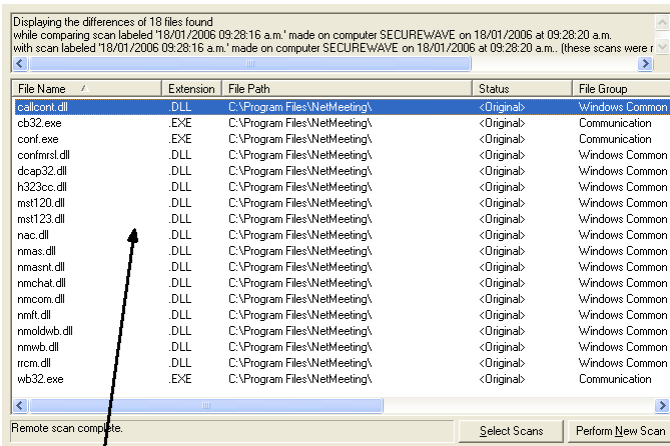 Displaying the differences of 18 files found
while comparing scan labeled '18/01/2006 09:28:16 a.m.' made on computer SECUREWAVE on 18/01/2006 at 09:28:20 a.m.
with scan labeled '18/01/2006 09:28:16 a.m.' made on computer SECUREWAVE on 18/01/2006 at 09:28:20 a.m.. (these scans were r
File Name Extension File Path Status File Group
callcont.dll .DLL C:\Program Files\NetMeeting\ <Original> Windows Common
cb32.exe .EXE C:\Program Files\NetMeeting\ <Original> Communication
conf.exe .EXE C:\Program Files\NetMeeting\ <Original> Communication
confmrsl.dll .DLL C:\Program Files\NetMeeting\ <Original> Windows Common
dcap32.dll .DLL C:\Program Files\NetMeeting\ <Original> Windows Common
h323cc.dll .DLL C:\Program Files\NetMeeting\ <Original> Windows Common
mst120.dll .DLL C:\Program Files\NetMeeting\ <Original> Windows Common
mst123.dll .DLL C:\Program Files\NetMeeting\ <Original> Windows Common
nac.dll .DLL C:\Program Files\NetMeeting\ <Original> Windows Common
nmas.dll .DLL C:\Program Files\NetMeeting\ <Original> Windows Common
nmasnt.dll .DLL C:\Program Files\NetMeeting\ <Original> Windows Common
nmchat.dll .DLL C:\Program Files\NetMeeting\ <Original> Windows Common
nmcom.dll .DLL C:\Program Files\NetMeeting\ <Original> Windows Common
nmft.dll .DLL C:\Program Files\NetMeeting\ <Original> Windows Common
nmoldwb.dll .DLL C:\Program Files\NetMeeting\ <Original> Windows Common
nmwb.dll .DLL C:\Program Files\NetMeeting\ <Original> Windows Common
rrcm.dll .DLL C:\Program Files\NetMeeting\ <Original> Windows Common
wb32.exe .EXE C:\Program Files\NetMeeting\ <Original> Communication
Remote scan complete. Select Scans Perform New Scan